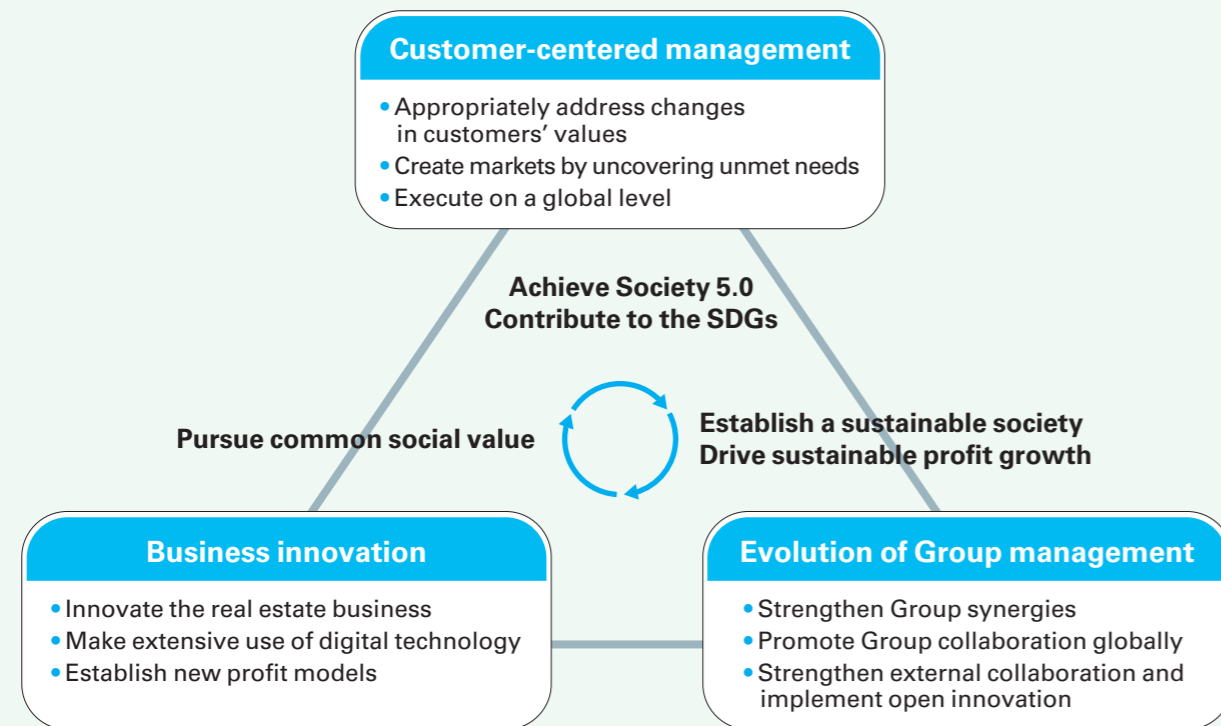 Customer-centered management
• Appropriately address changes
in customers’ values
• Create markets by uncovering unmet needs
• Execute on a global level
Achieve Society 5.0
Contribute to the SDGs
Pursue common social value
Establish a sustainable society
Drive sustainable profit growth
Business innovation
• Innovate the real estate business
• Make extensive use of digital technology
• Establish new profit models
Evolution of Group management
• Strengthen Group synergies
• Promote Group collaboration globally
• Strengthen external collaboration and
implement open innovation